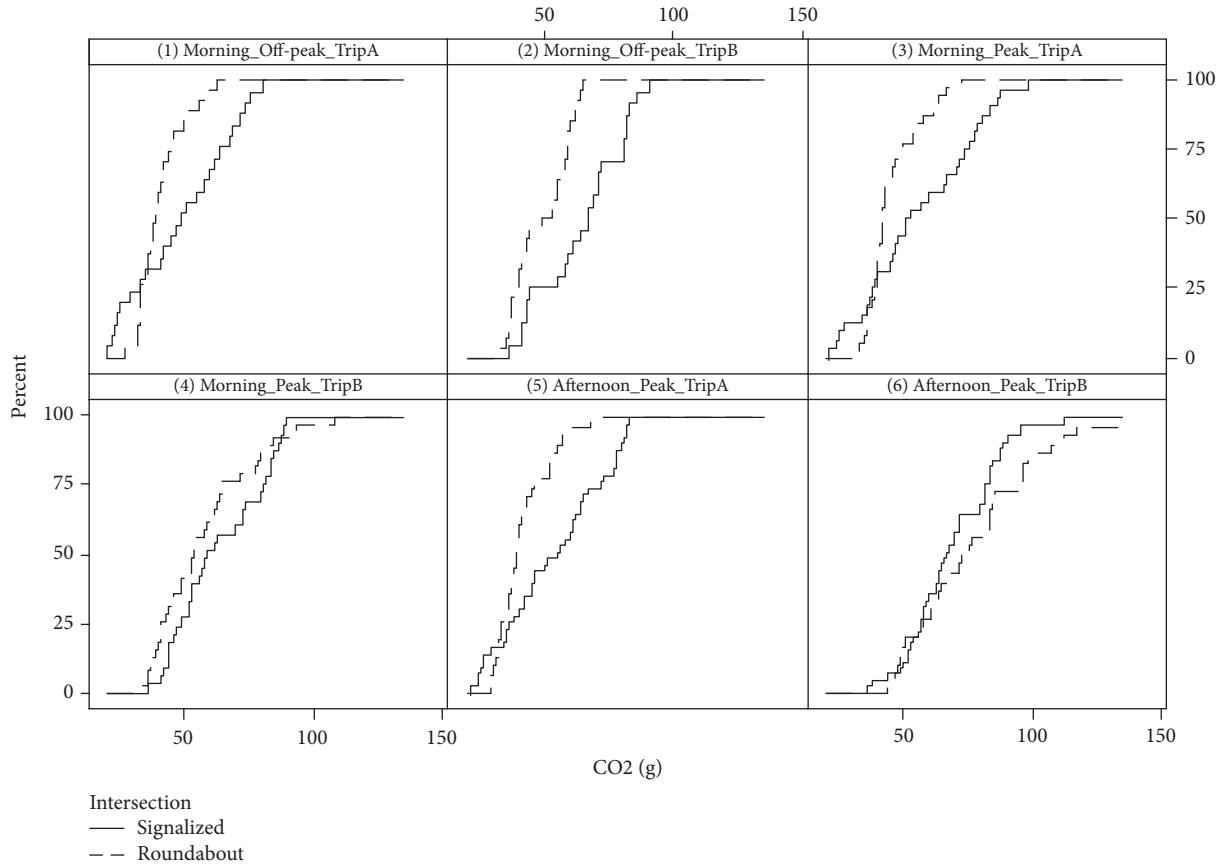 50 100 150
(1) Morning_Off-peak_TripA (2) Morning_Off-peak_TripB (3) Morning_Peak_TripA
100
75
50
25
0
Percent
(4) Morning_Peak_TripB (5) Afternoon_Peak_TripA (6) Afternoon_Peak_TripB
100
75
50
25
0
50 100 150 50 100 150
CO2 (g)
Intersection
Signalized
Roundabout